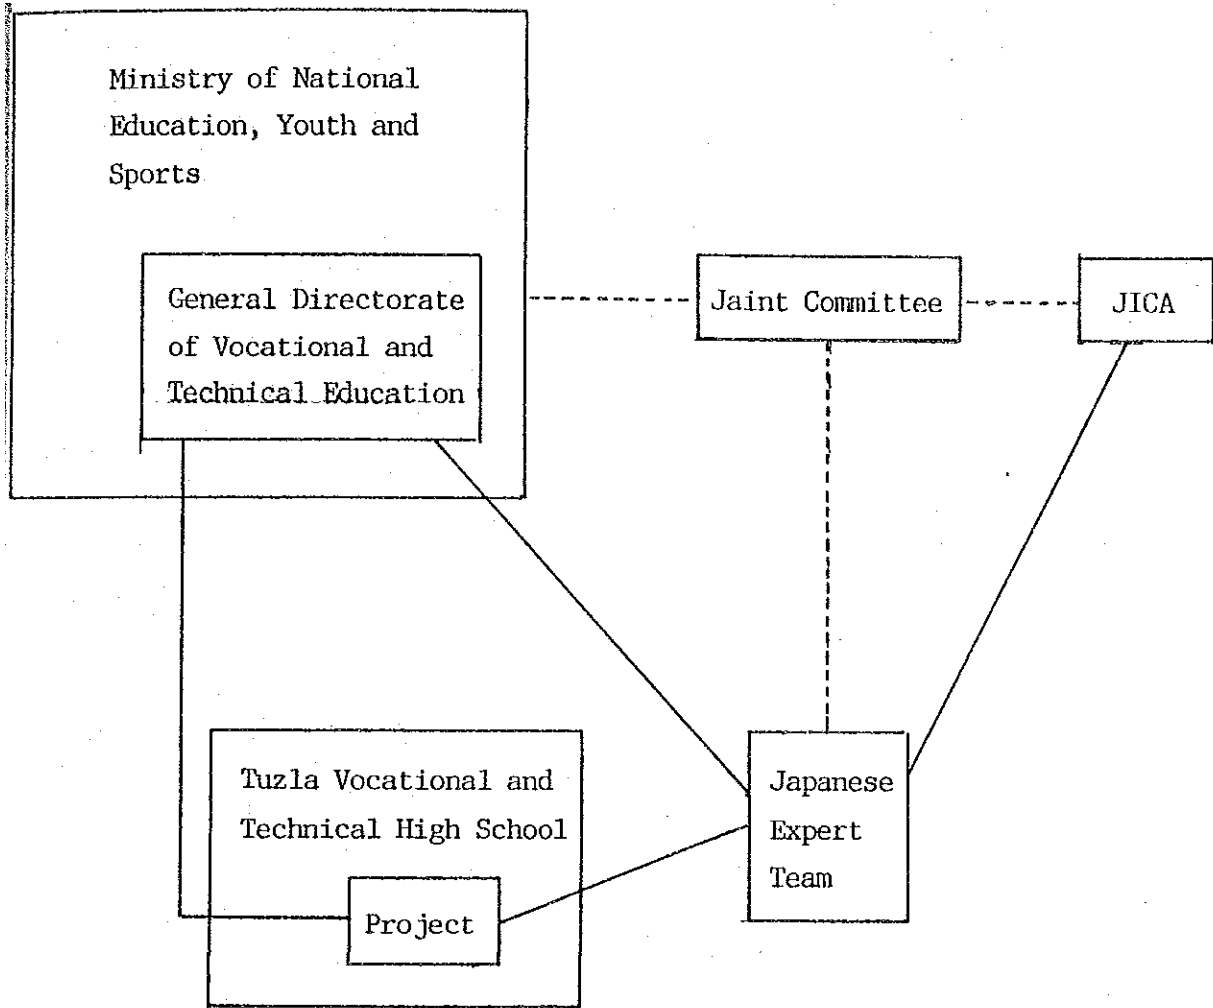 Ministry of National
Education, Youth and
Sports
General Directorate
of Vocational and
Technical Education
Jaint Committee
JICA
Tuzla Vocational and
Technical High School
Project
Japanese
Expert
Team